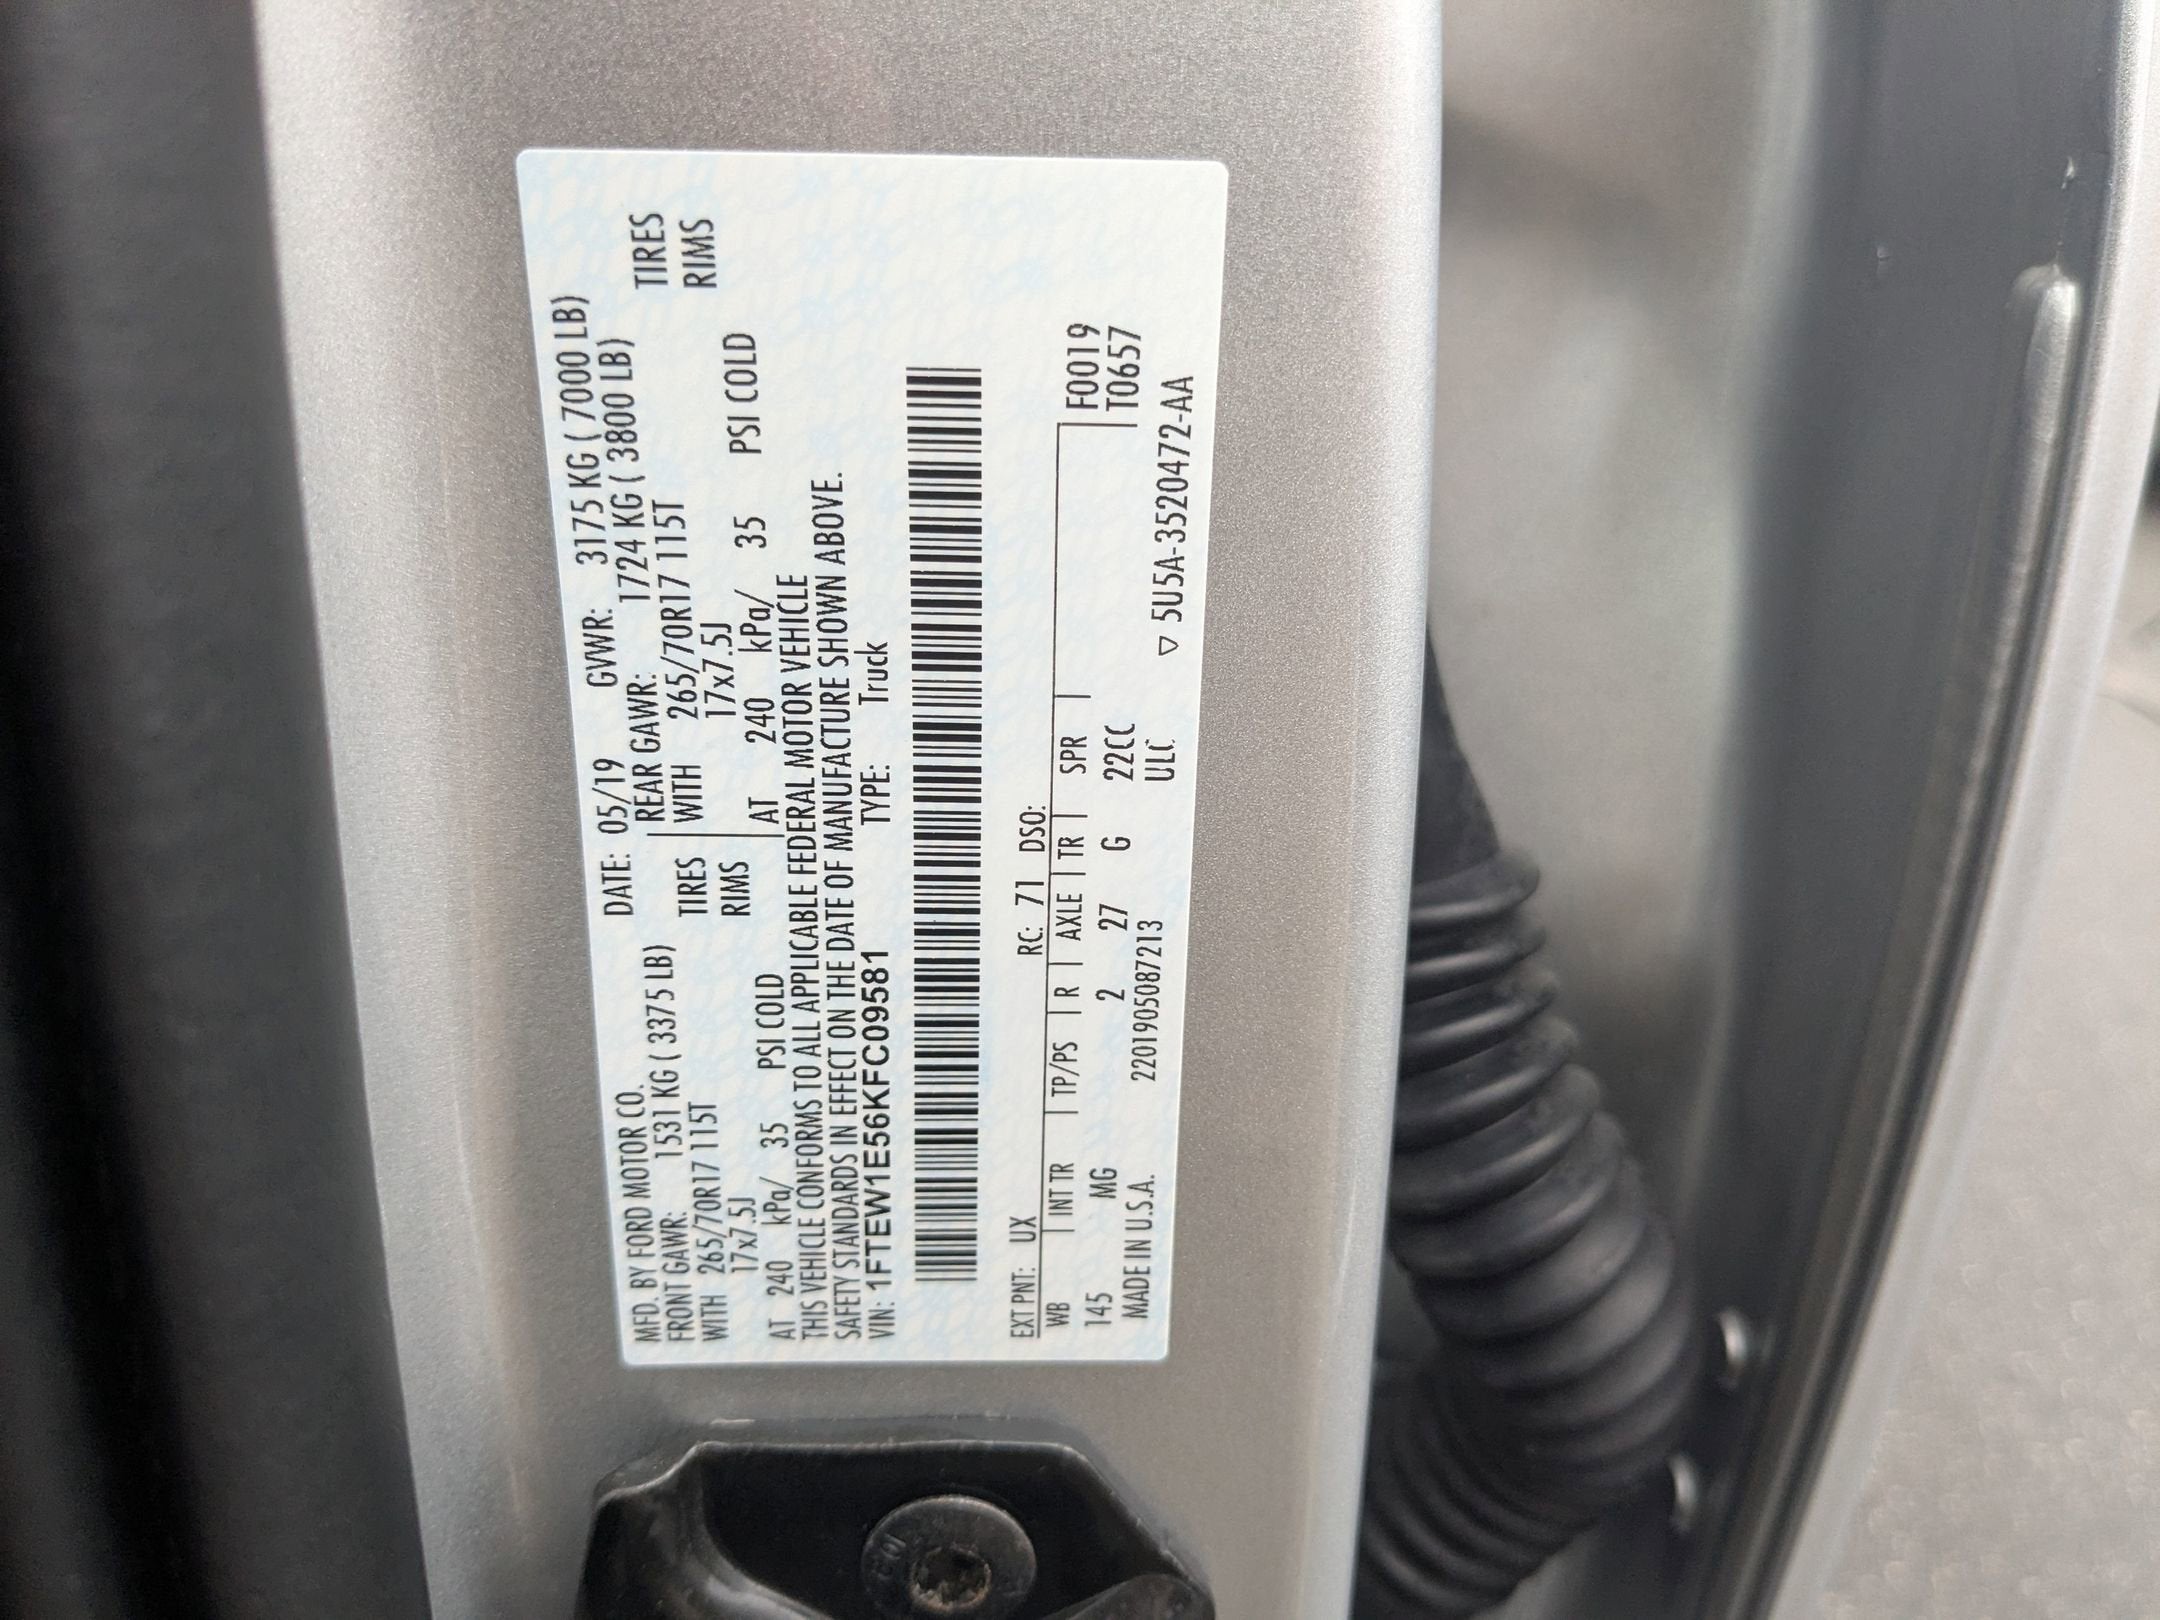 MFD. BY FORD MOTOR CO. DATE: 05/19 GVWR: 3175 KG ( 7000 LB)
FRONT GAWR: 1531 KG ( 3375 LB) REAR GAWR: 1724 KG ( 3800 LB)
WITH 265/70R17 115T TIRES WITH 265/70R17 115T TIRES
17x7.5J RIMS 17x7.5J RIMS
AT 240 kPa/ 35 PSI COLD AT 240 kPa/ 35 PSI COLD
THIS VEHICLE CONFORMS TO ALL APPLICABLE FEDERAL MOTOR VEHICLE
SAFETY STANDARDS IN EFFECT ON THE DATE OF MANUFACTURE SHOWN ABOVE.
VIN: 1FTEW1E56KFC09581 TYPE: Truck
EXT PNT: UX RC: 71 DSO:
WB INT TR TP/PS R AXLE TR SPR F0019
145 MG 2 27 G 22CC T0657
MADE IN U.S.A. 2201905087213 ULC
▽ 5U5A-3520472-AA